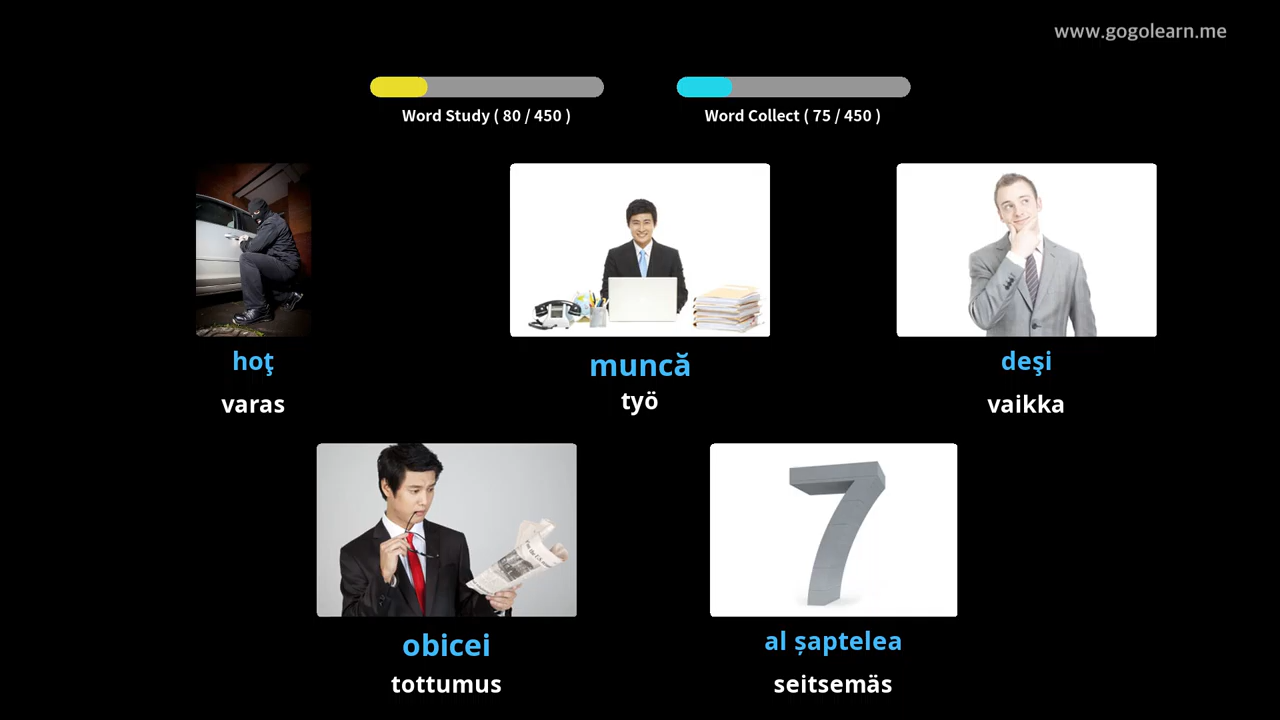 www.gogolearn.me
Word Study ( 80 / 450 )
Word Collect ( 75 / 450 )
hoţ
muncă
deşi
varas
työ
vaikka
obicei
al șaptelea
tottumus
seitsemäs
7